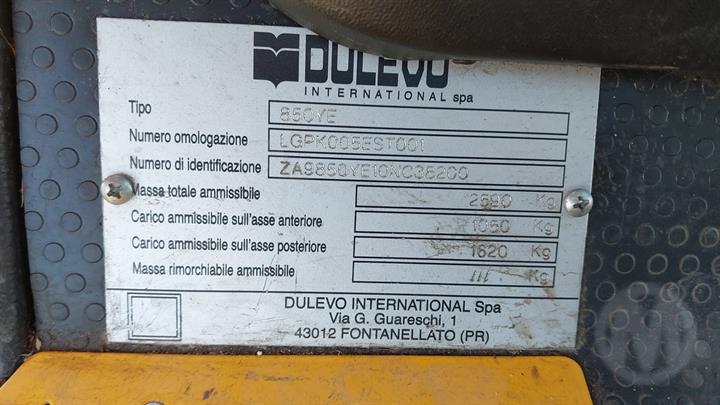 DULEVO
INTERNATIONAL spa
Tipo 850YE
Numero omologazione LGPK005EST001
Numero di identificazione ZA9850YE10NC36200
Massa totale ammissibile 2590 Kg
Carico ammissibile sull'asse anteriore 1050 Kg
Carico ammissibile sull'asse posteriore 1620 Kg
Massa rimorchiabile ammissibile /// Kg
DULEVO INTERNATIONAL Spa
Via G. Guareschi, 1
43012 FONTANELLATO (PR)